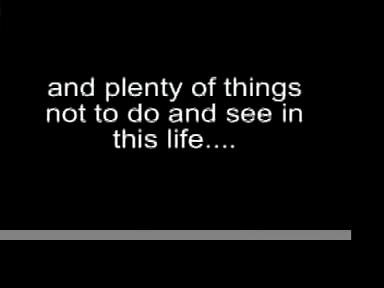 and plenty of things
not to do and see in
this life....